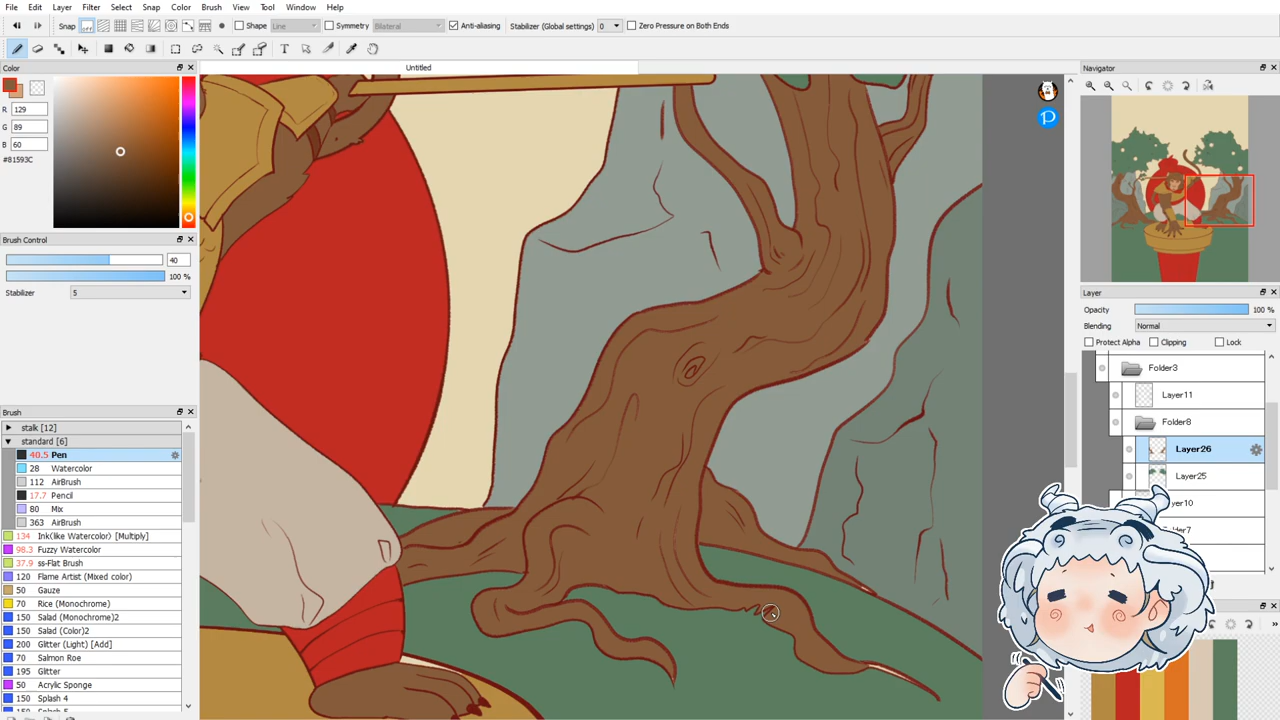 File Edit Layer Filter Select Snap Color Brush View Tool Window Help
Snap Off Shape Line Symmetry Bilateral Anti-aliasing Stabilizer (Global settings) 0 Zero Pressure on Both Ends
Untitled
Color
R 129
G 89
B 60
#81593C
Brush Control
40
100 %
Stabilizer 5
Brush
stalk [12]
standard [6]
40.5 Pen
28 Watercolor
112 AirBrush
17.7 Pencil
80 Mix
363 AirBrush
134 Ink(like Watercolor) [Multiply]
98.3 Fuzzy Watercolor
37.9 ss-Flat Brush
120 Flame Artist (Mixed color)
60 Gauze
70 Rice (Monochrome)
150 Salad (Monochrome)2
150 Salad (Color)2
200 Glitter (Light) [Add]
70 Salmon Roe
195 Glitter
50 Acrylic Sponge
150 Splash 4
P
Navigator
Layer
Opacity 100 %
Blending Normal
Protect Alpha Clipping Lock
Folder3
Layer11
Folder8
Layer26
Layer25